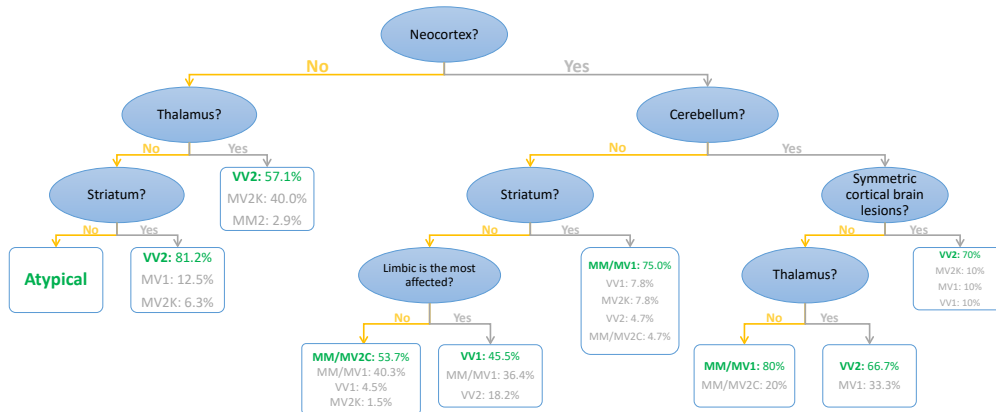 Neocortex?
No
Yes
Thalamus?
Cerebellum?
No
Yes
No
Yes
Striatum?
VV2: 57.1%
MV2K: 40.0%
MM2: 2.9%
Striatum?
Symmetric
cortical brain
lesions?
No
Yes
No
Yes
No
Yes
Atypical
VV2: 81.2%
MV1: 12.5%
MV2K: 6.3%
Limbic is the most
affected?
MM/MV1: 75.0%
VV1: 7.8%
MV2K: 7.8%
VV2: 4.7%
MM/MV2C: 4.7%
Thalamus?
VV2: 70%
MV2K: 10%
MV1: 10%
VV1: 10%
No
Yes
No
Yes
MM/MV2C: 53.7%
MM/MV1: 40.3%
VV1: 4.5%
MV2K: 1.5%
VV1: 45.5%
MM/MV1: 36.4%
VV2: 18.2%
MM/MV1: 80%
MM/MV2C: 20%
VV2: 66.7%
MV1: 33.3%